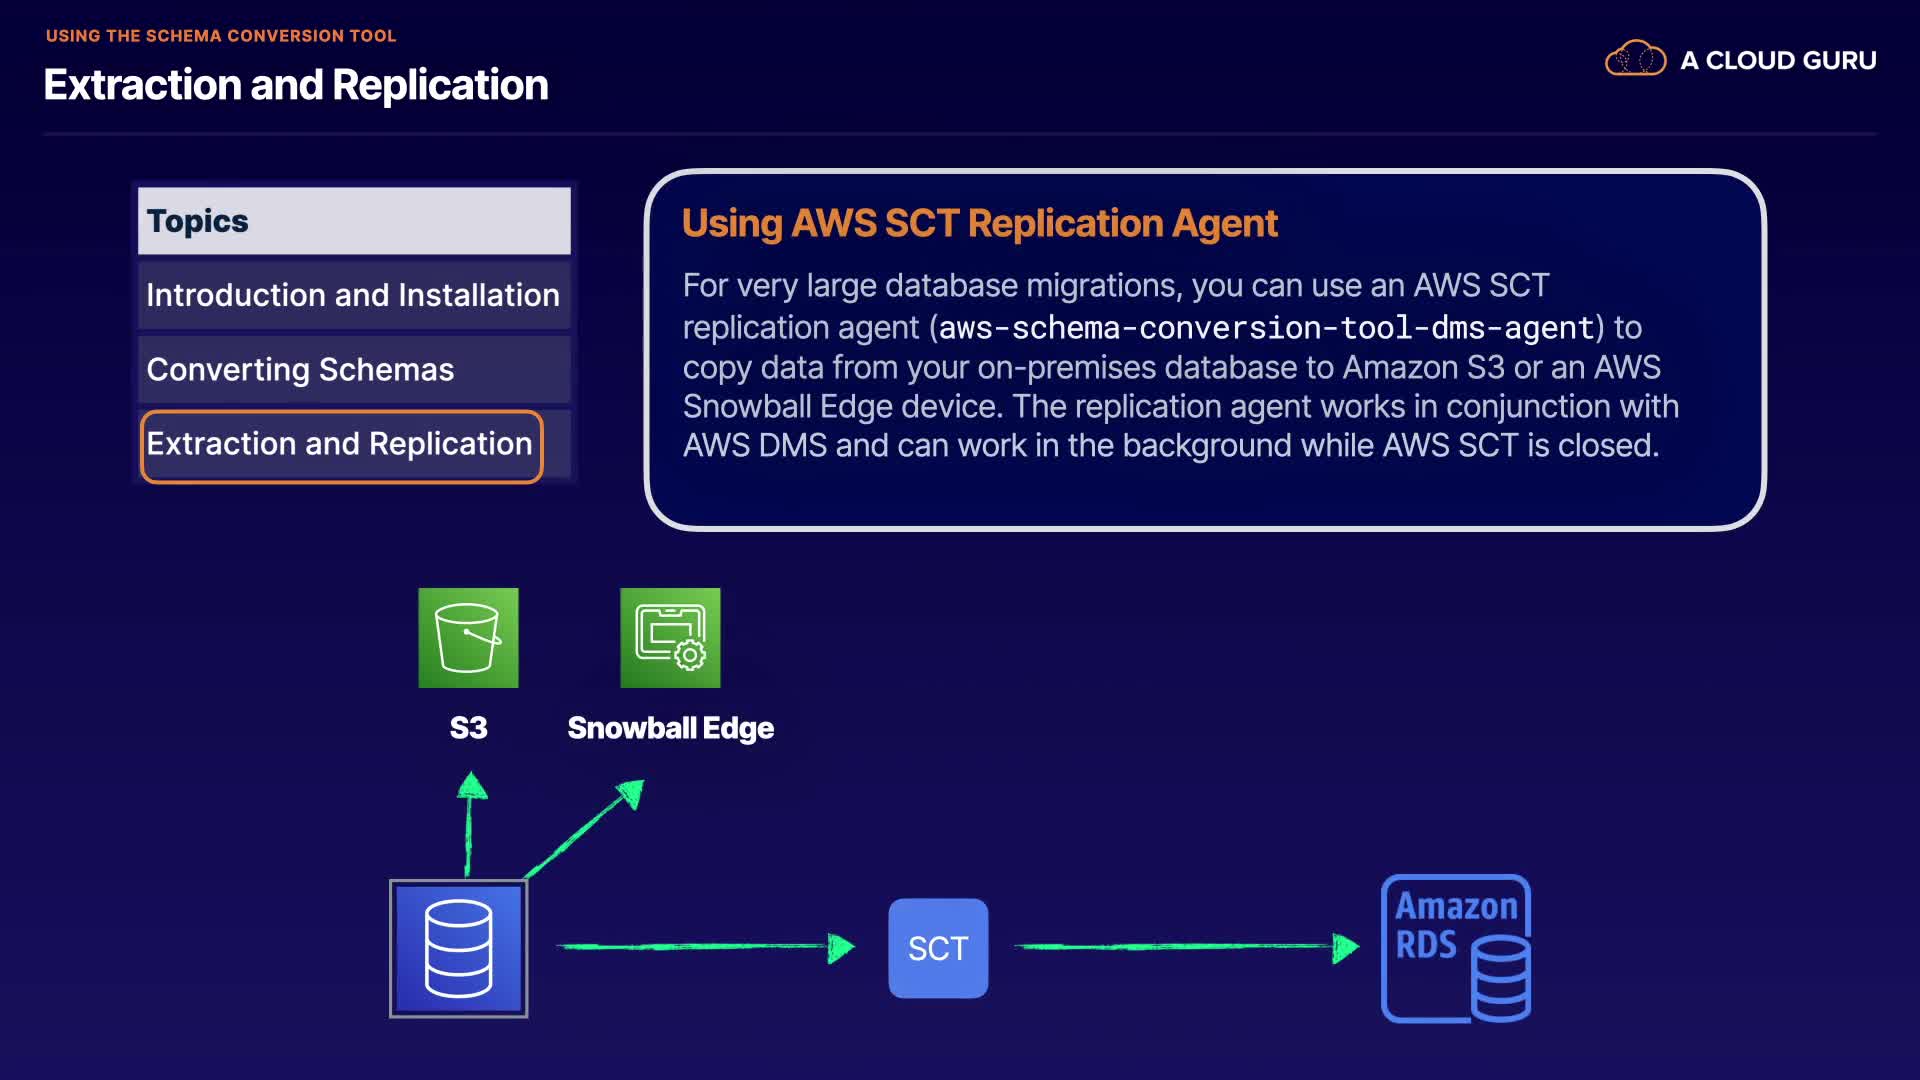 USING THE SCHEMA CONVERSION TOOL
Extraction and Replication
A CLOUD GURU
Topics
Introduction and Installation
Converting Schemas
Extraction and Replication
Using AWS SCT Replication Agent
For very large database migrations, you can use an AWS SCT
replication agent (aws-schema-conversion-tool-dms-agent) to
copy data from your on-premises database to Amazon S3 or an AWS
Snowball Edge device. The replication agent works in conjunction with
AWS DMS and can work in the background while AWS SCT is closed.
S3
Snowball Edge
SCT
Amazon
RDS